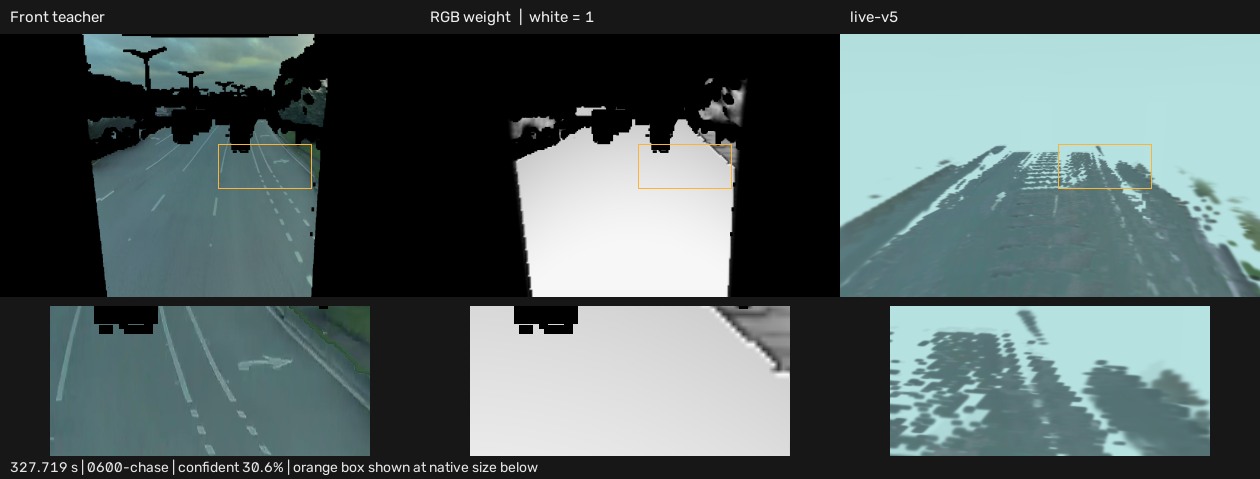 Front teacher
RGB weight | white = 1
live-v5
327.719 s | 0600-chase | confident 30.6% | orange box shown at native size below